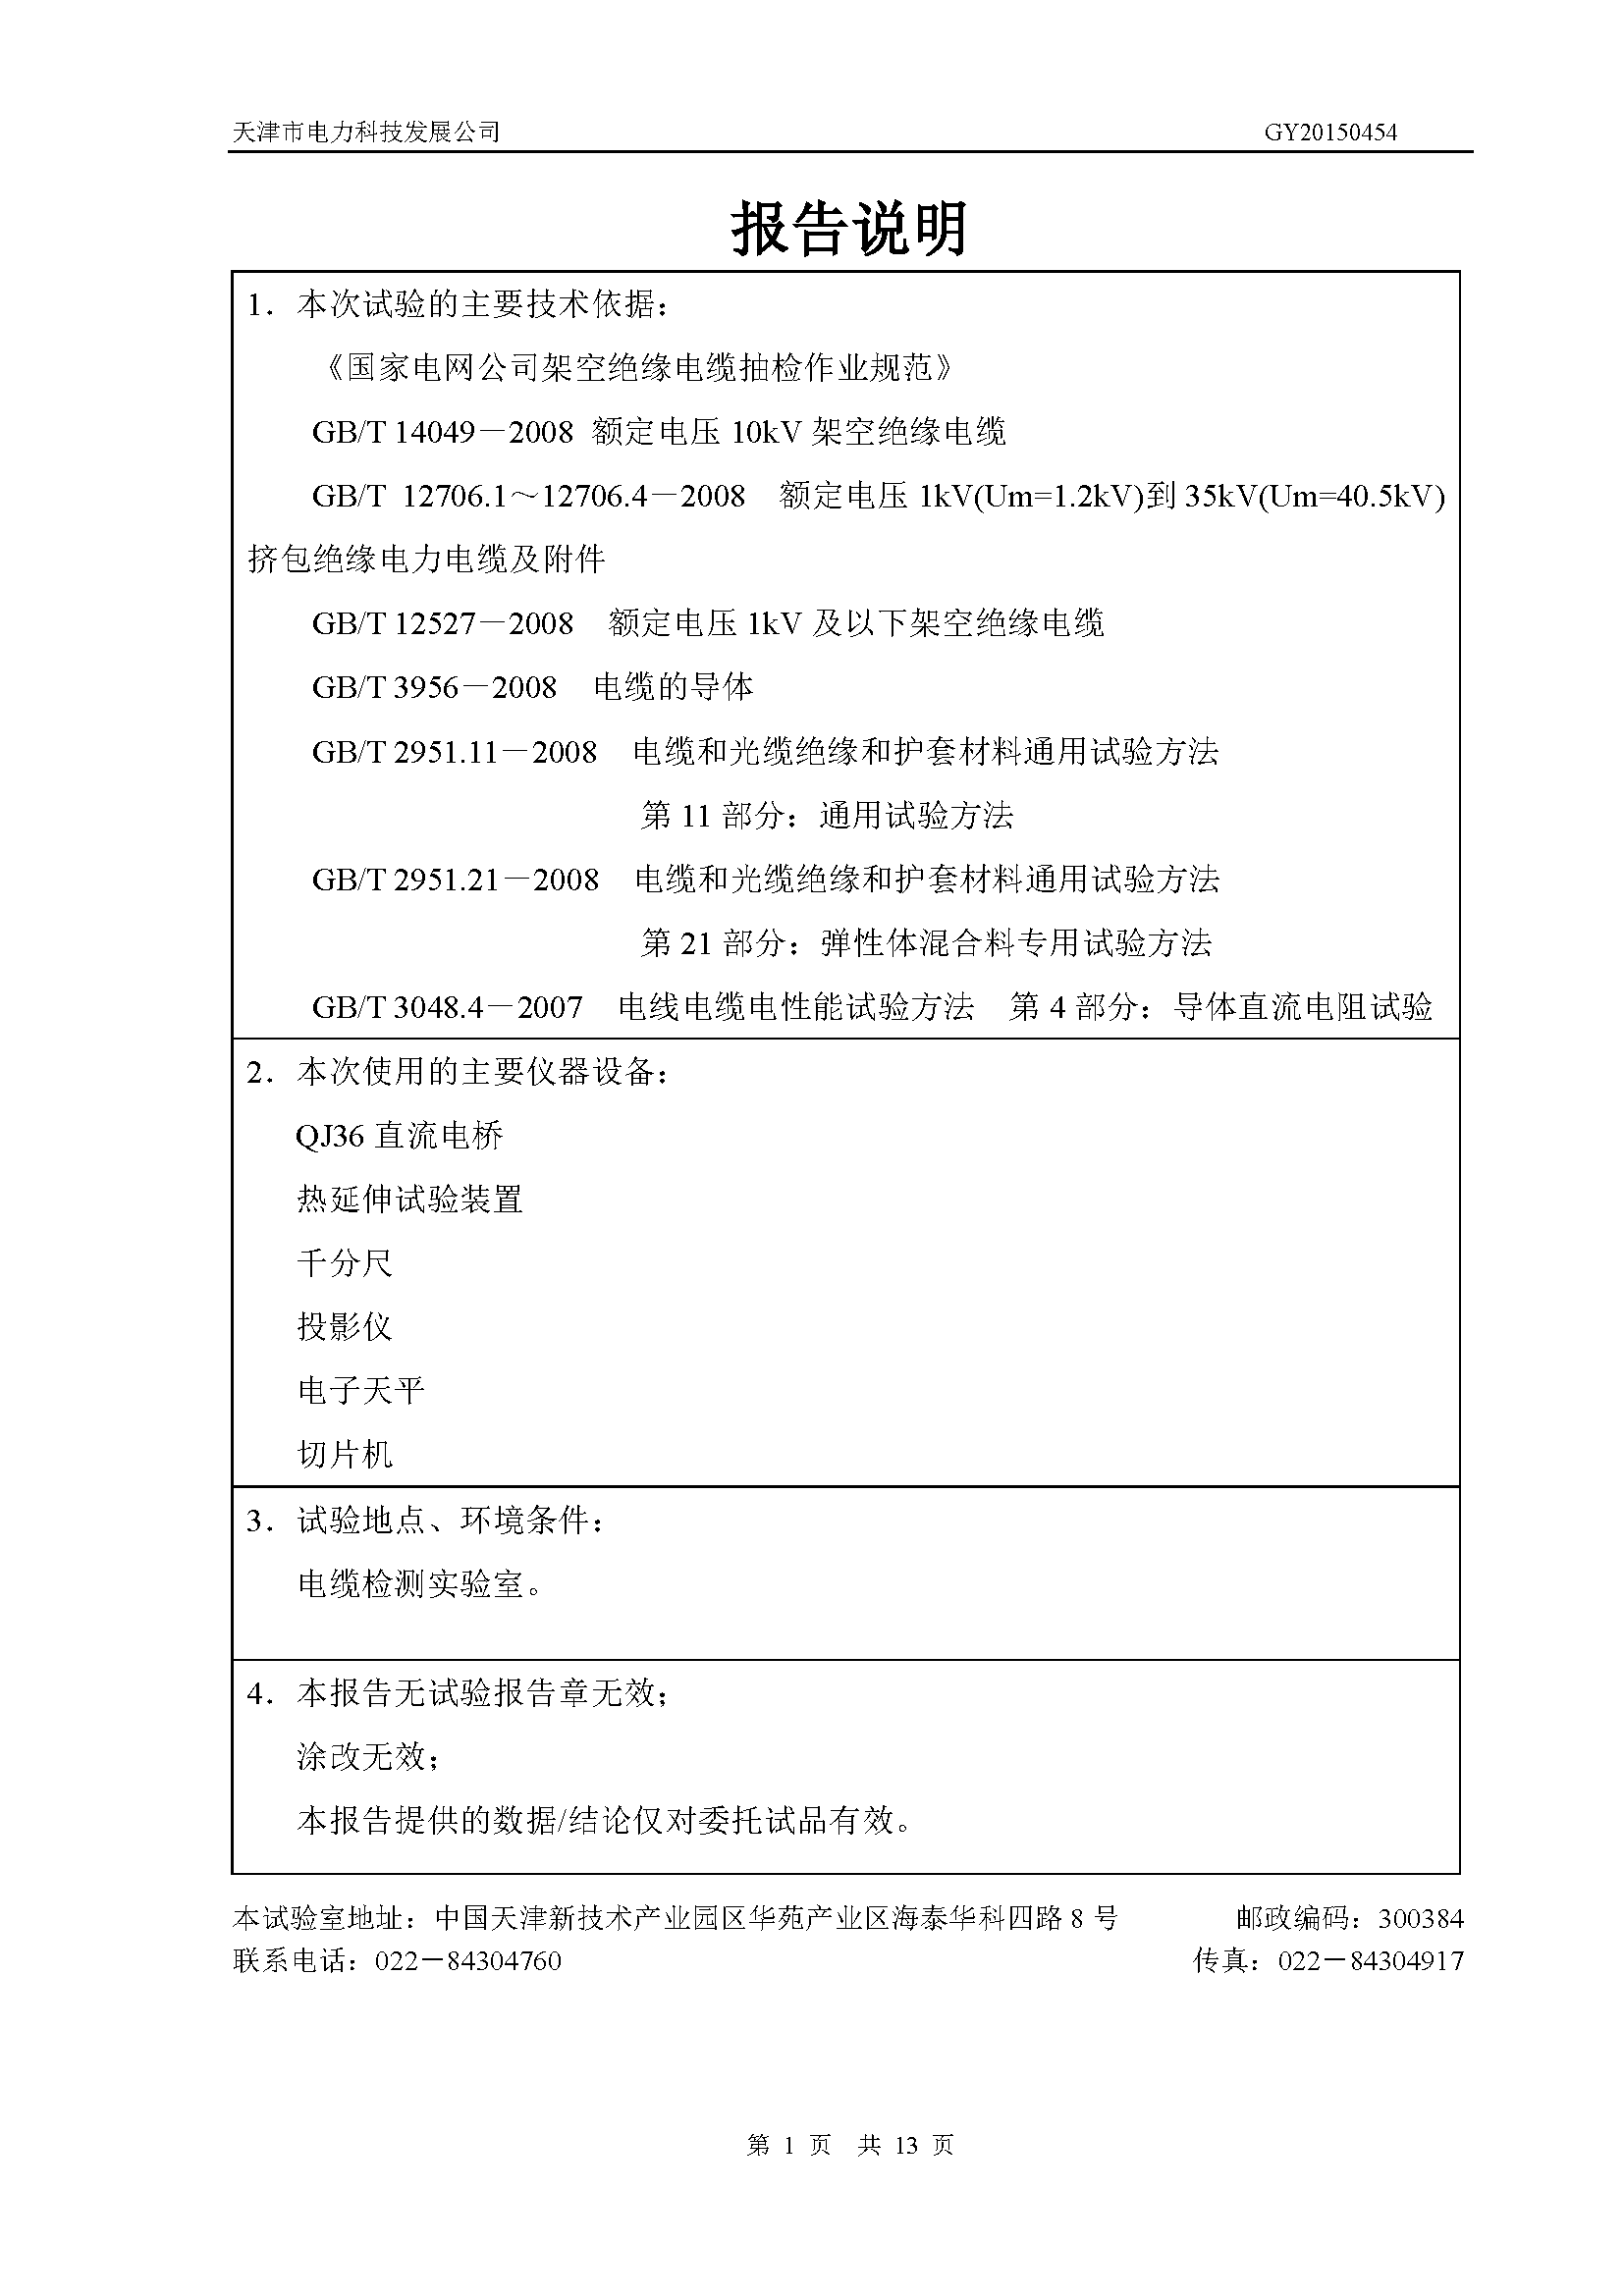 天津市电力科技发展公司 GY20150454
报告说明
1．本次试验的主要技术依据：
《国家电网公司架空绝缘电缆抽检作业规范》
GB/T 14049－2008 额定电压 10kV 架空绝缘电缆
GB/T 12706.1～12706.4－2008 额定电压 1kV(Um=1.2kV)到 35kV(Um=40.5kV)
挤包绝缘电力电缆及附件
GB/T 12527－2008 额定电压 1kV 及以下架空绝缘电缆
GB/T 3956－2008 电缆的导体
GB/T 2951.11－2008 电缆和光缆绝缘和护套材料通用试验方法
第 11 部分：通用试验方法
GB/T 2951.21－2008 电缆和光缆绝缘和护套材料通用试验方法
第 21 部分：弹性体混合料专用试验方法
GB/T 3048.4－2007 电线电缆电性能试验方法 第 4 部分：导体直流电阻试验
2．本次使用的主要仪器设备：
QJ36 直流电桥
热延伸试验装置
千分尺
投影仪
电子天平
切片机
3．试验地点、环境条件：
电缆检测实验室。
4．本报告无试验报告章无效；
涂改无效；
本报告提供的数据/结论仅对委托试品有效。
本试验室地址：中国天津新技术产业园区华苑产业区海泰华科四路 8 号 邮政编码：300384
联系电话：022－84304760 传真：022－84304917
第 1 页 共 13 页